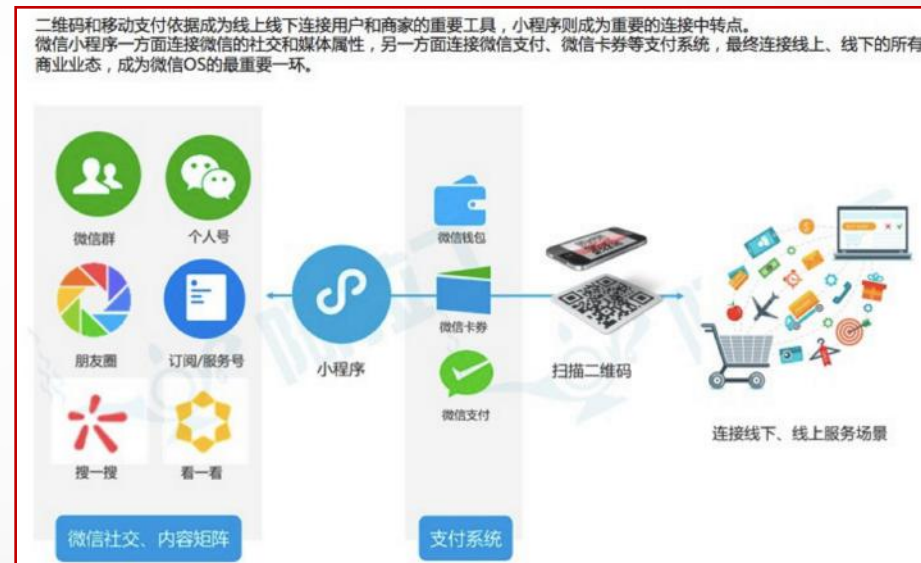 二维码和移动支付依据成为线上线下连接用户和商家的重要工具，小程序则成为重要的连接中转点。
微信小程序一方面连接微信的社交和媒体属性，另一方面连接微信支付、微信卡券等支付系统，最终连接线上、线下的所有
商业业态，成为微信OS的最重要一环。
微信群
个人号
朋友圈
订阅/服务号
搜一搜
看一看
微信社交、内容矩阵
小程序
微信钱包
微信卡券
微信支付
支付系统
扫描二维码
连接线下、线上服务场景